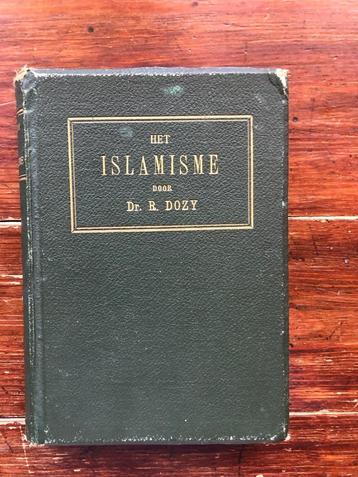 HET
ISLAMISME
DOOR
Dr. R. DOZY